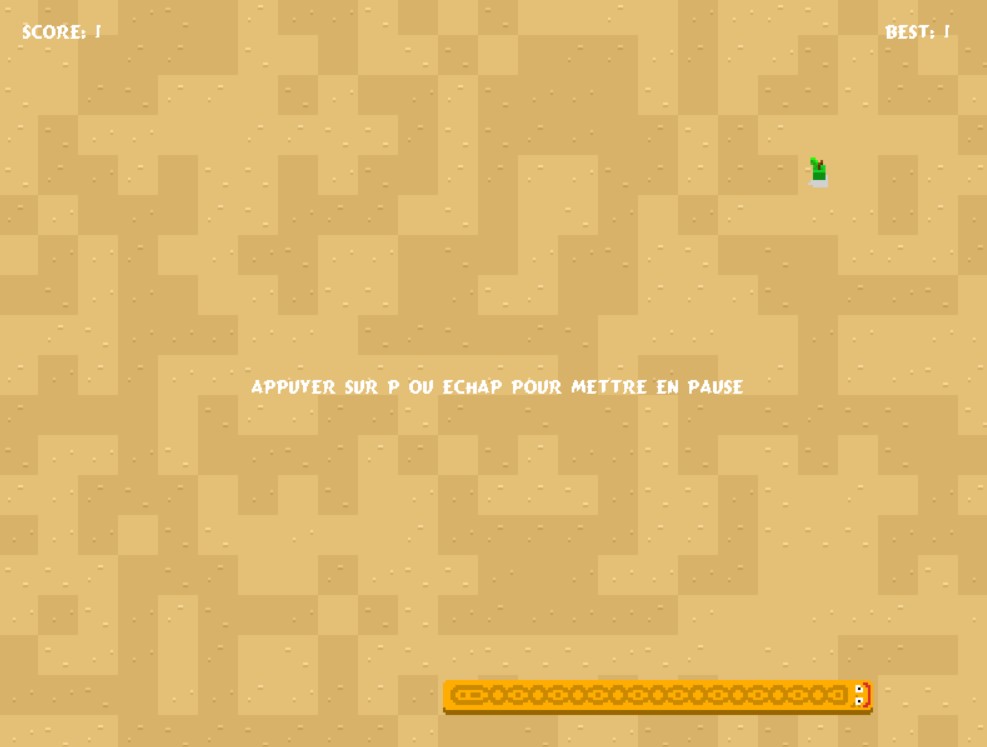 SCORE: 1
BEST: 1
APPUYER SUR P OU ECHAP POUR METTRE EN PAUSE